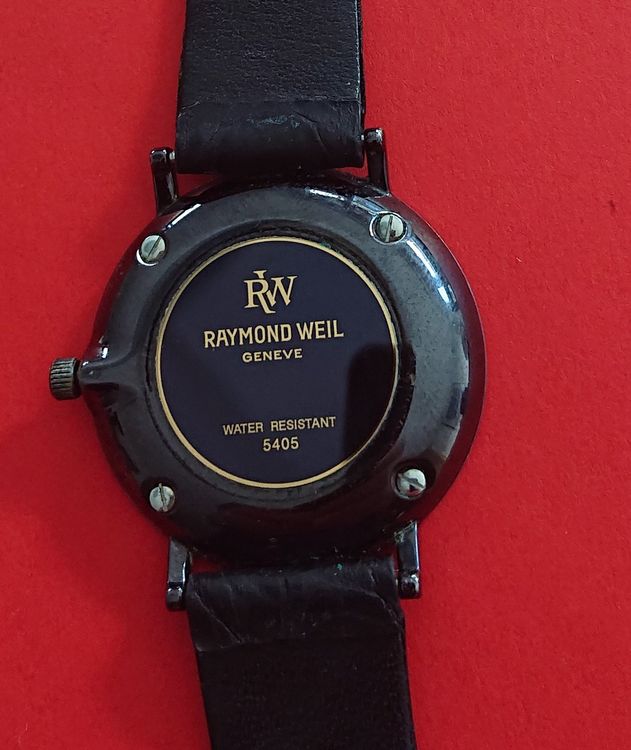 RW
RAYMOND WEIL
GENEVE
WATER RESISTANT
5405